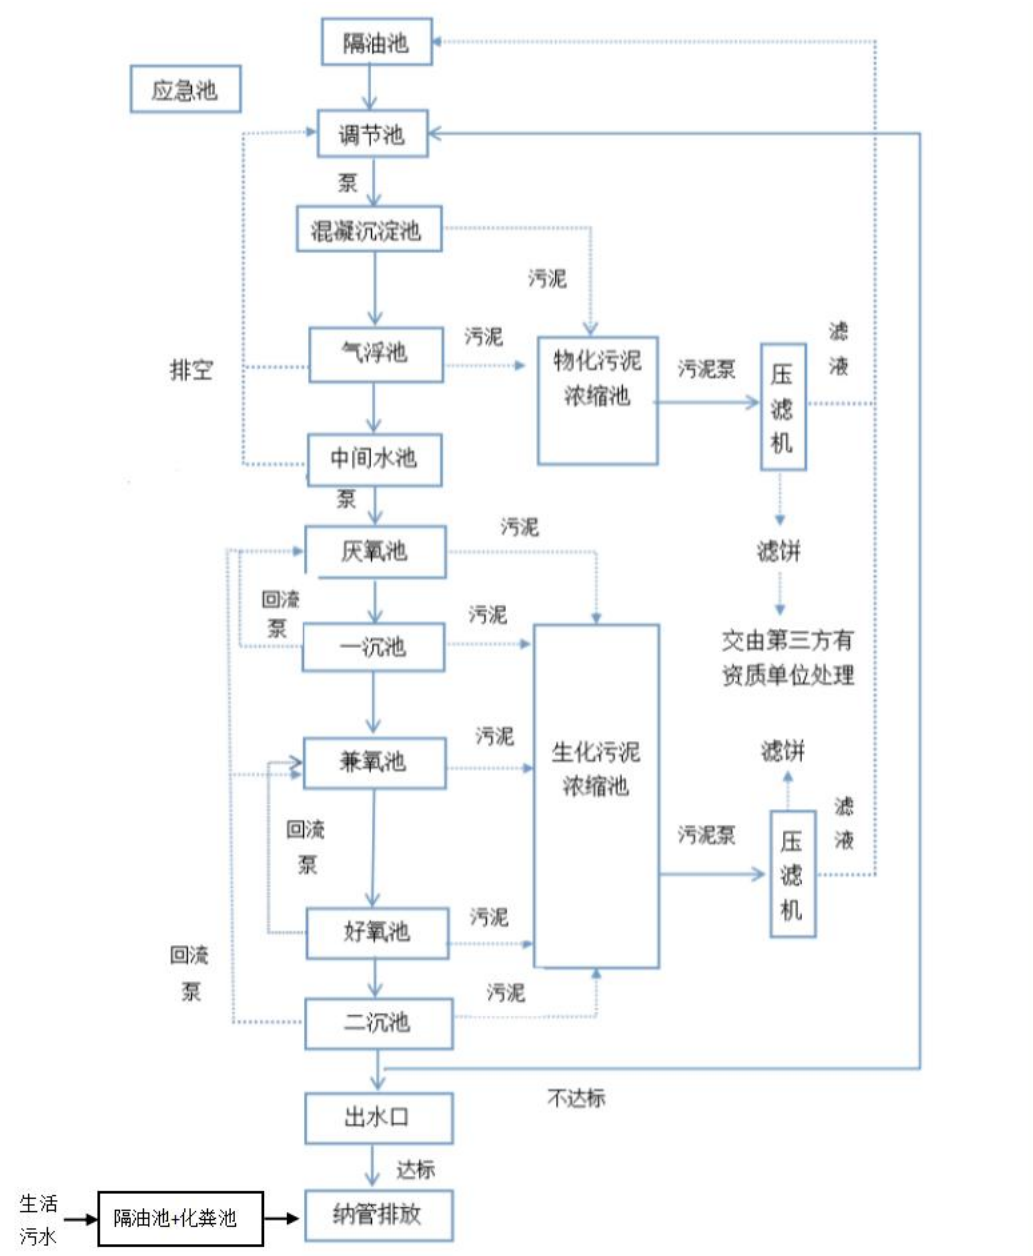 隔油池
应急池
调节池
泵
混凝沉淀池
污泥
气浮池
污泥
排空
物化污泥
浓缩池
污泥泵
压
滤
机
滤
液
中间水池
泵
滤饼
交由第三方有
资质单位处理
厌氧池
污泥
回流
泵
一沉池
污泥
兼氧池
污泥
生化污泥
浓缩池
滤饼
污泥泵
压
滤
机
滤
液
回流
泵
好氧池
污泥
回流
泵
二沉池
污泥
不达标
出水口
达标
生活
污水
隔油池+化粪池
纳管排放